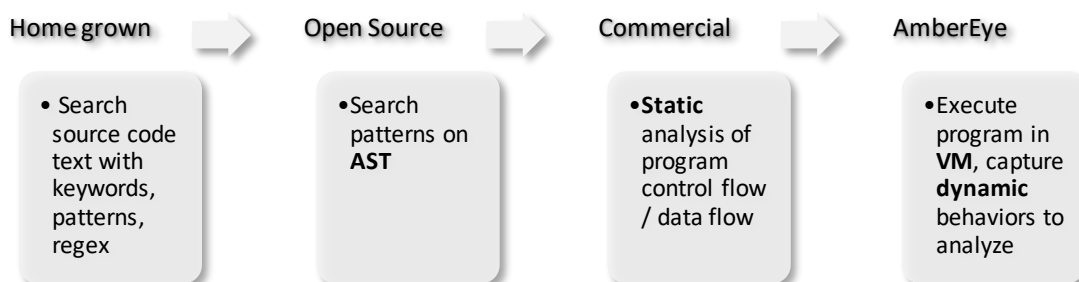 Home grown
Open Source
Commercial
AmberEye
• Search
source code
text with
keywords,
patterns,
regex
•Search
patterns on
AST
•Static
analysis of
program
control flow
/ data flow
•Execute
program in
VM, capture
dynamic
behaviors to
analyze